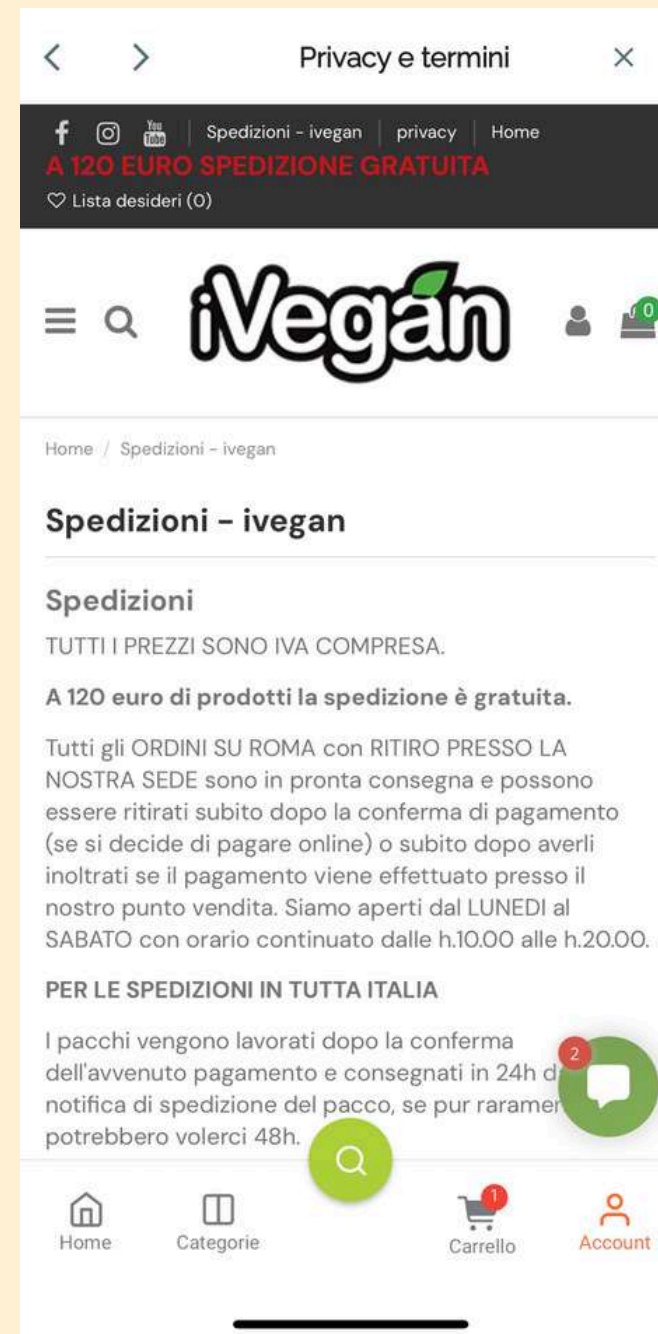 Privacy e termini
You Tube
Spedizioni - ivegan privacy Home
A 120 EURO SPEDIZIONE GRATUITA
Lista desideri (0)
iVegan
0
Home / Spedizioni - ivegan
Spedizioni - ivegan
Spedizioni
TUTTI I PREZZI SONO IVA COMPRESA.
A 120 euro di prodotti la spedizione è gratuita.
Tutti gli ORDINI SU ROMA con RITIRO PRESSO LA
NOSTRA SEDE sono in pronta consegna e possono
essere ritirati subito dopo la conferma di pagamento
(se si decide di pagare online) o subito dopo averli
inoltrati se il pagamento viene effettuato presso il
nostro punto vendita. Siamo aperti dal LUNEDI al
SABATO con orario continuato dalle h.10.00 alle h.20.00.
PER LE SPEDIZIONI IN TUTTA ITALIA
I pacchi vengono lavorati dopo la conferma
dell'avvenuto pagamento e consegnati in 24h
2
notifica di spedizione del pacco, se pur
potrebbero volerci 48h.
1
Home Categorie Carrello Account